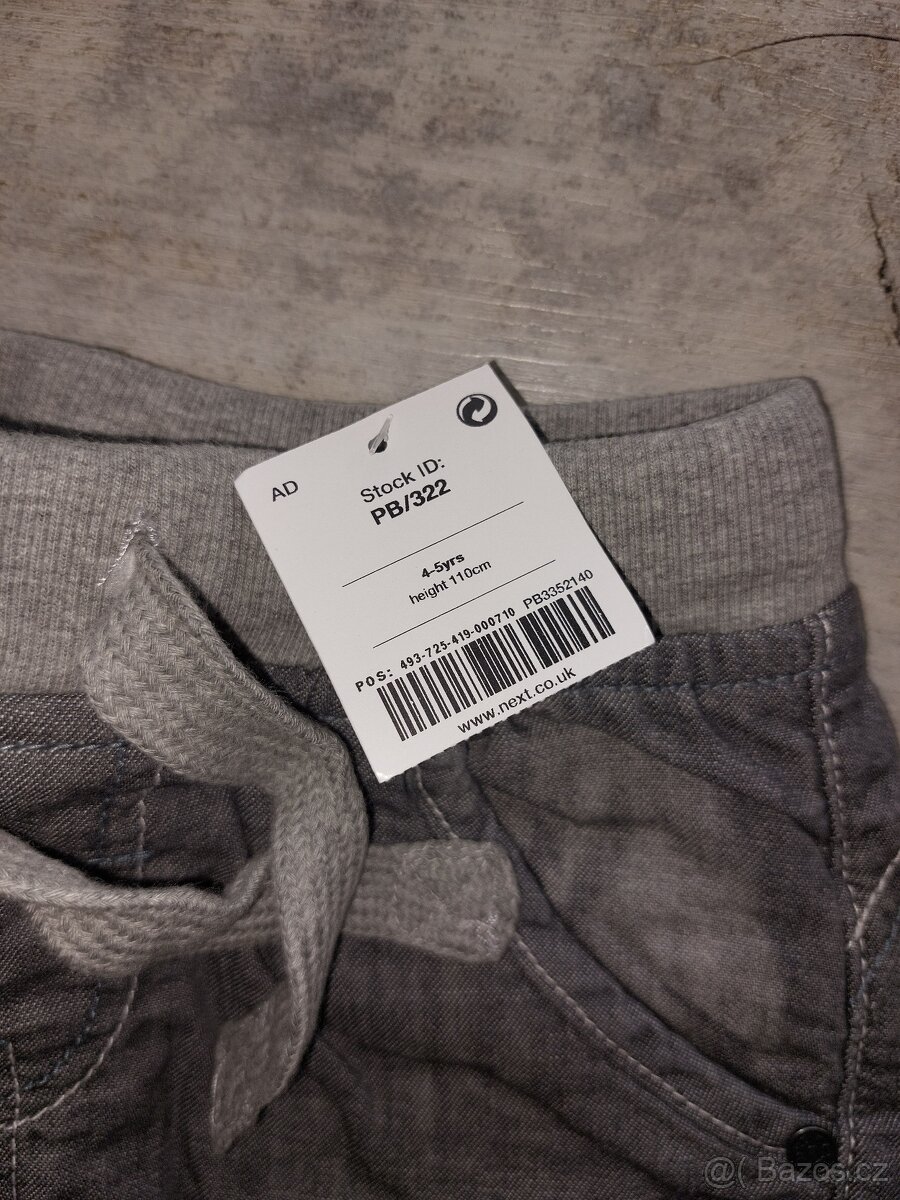 AD
Stock ID:
PB/322
4-5yrs
height 110cm
POS: 493-725-419-000710 PB3352140
www.next.co.uk
@( Bazos.cz